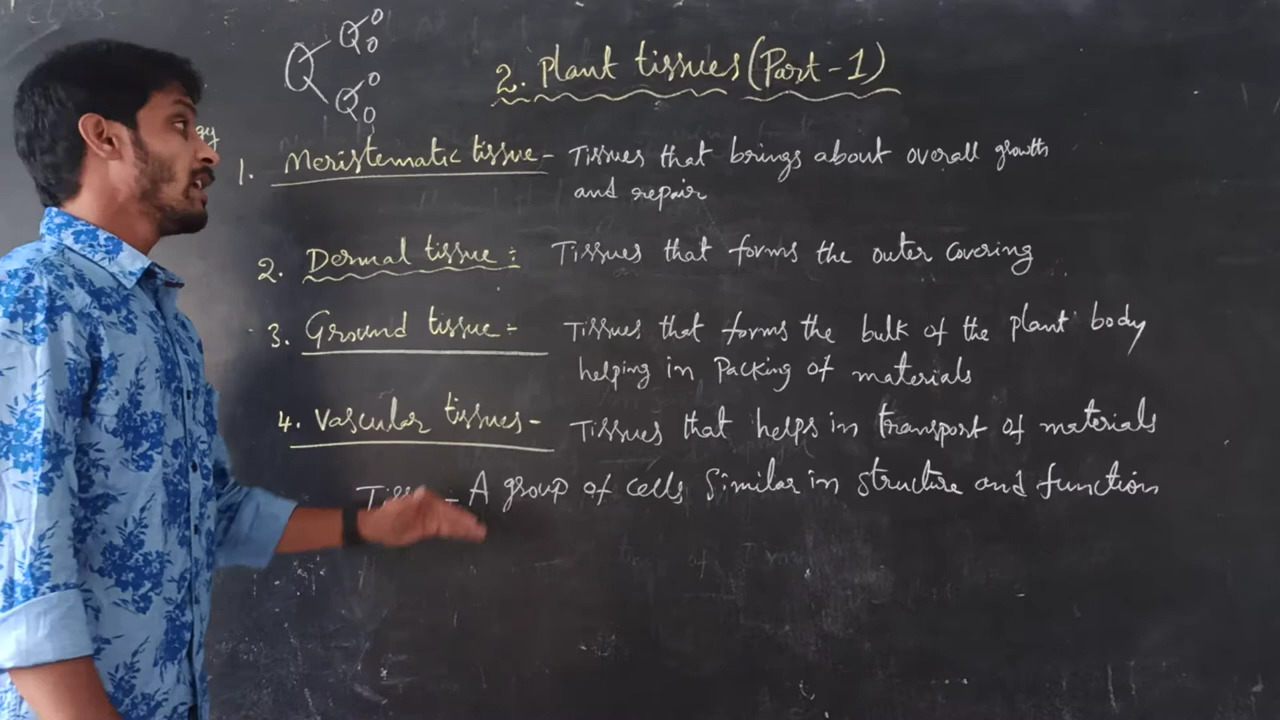 2. Plant tissues (Part-1)
1. Meristematic tissue - Tissues that brings about overall growth
and repair
2. Dermal tissue :- Tissues that forms the outer covering
3. Ground tissue :- Tissues that forms the bulk of the plant body
helping in packing of materials
4. Vascular tissues - Tissues that helps in transport of materials
- A group of cells similar in structure and function